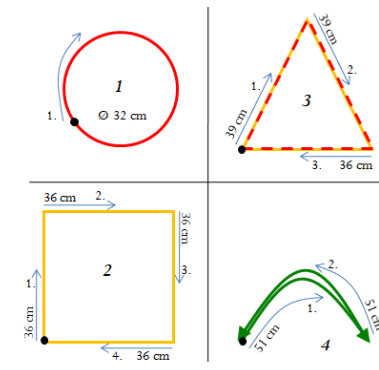 1
1.
Ø 32 cm
39 cm
2.
1.
3
39 cm
3. 36 cm
36 cm 2.
36 cm
1.
2
3.
36 cm
4. 36 cm
2.
1.
51 cm
51 cm
4